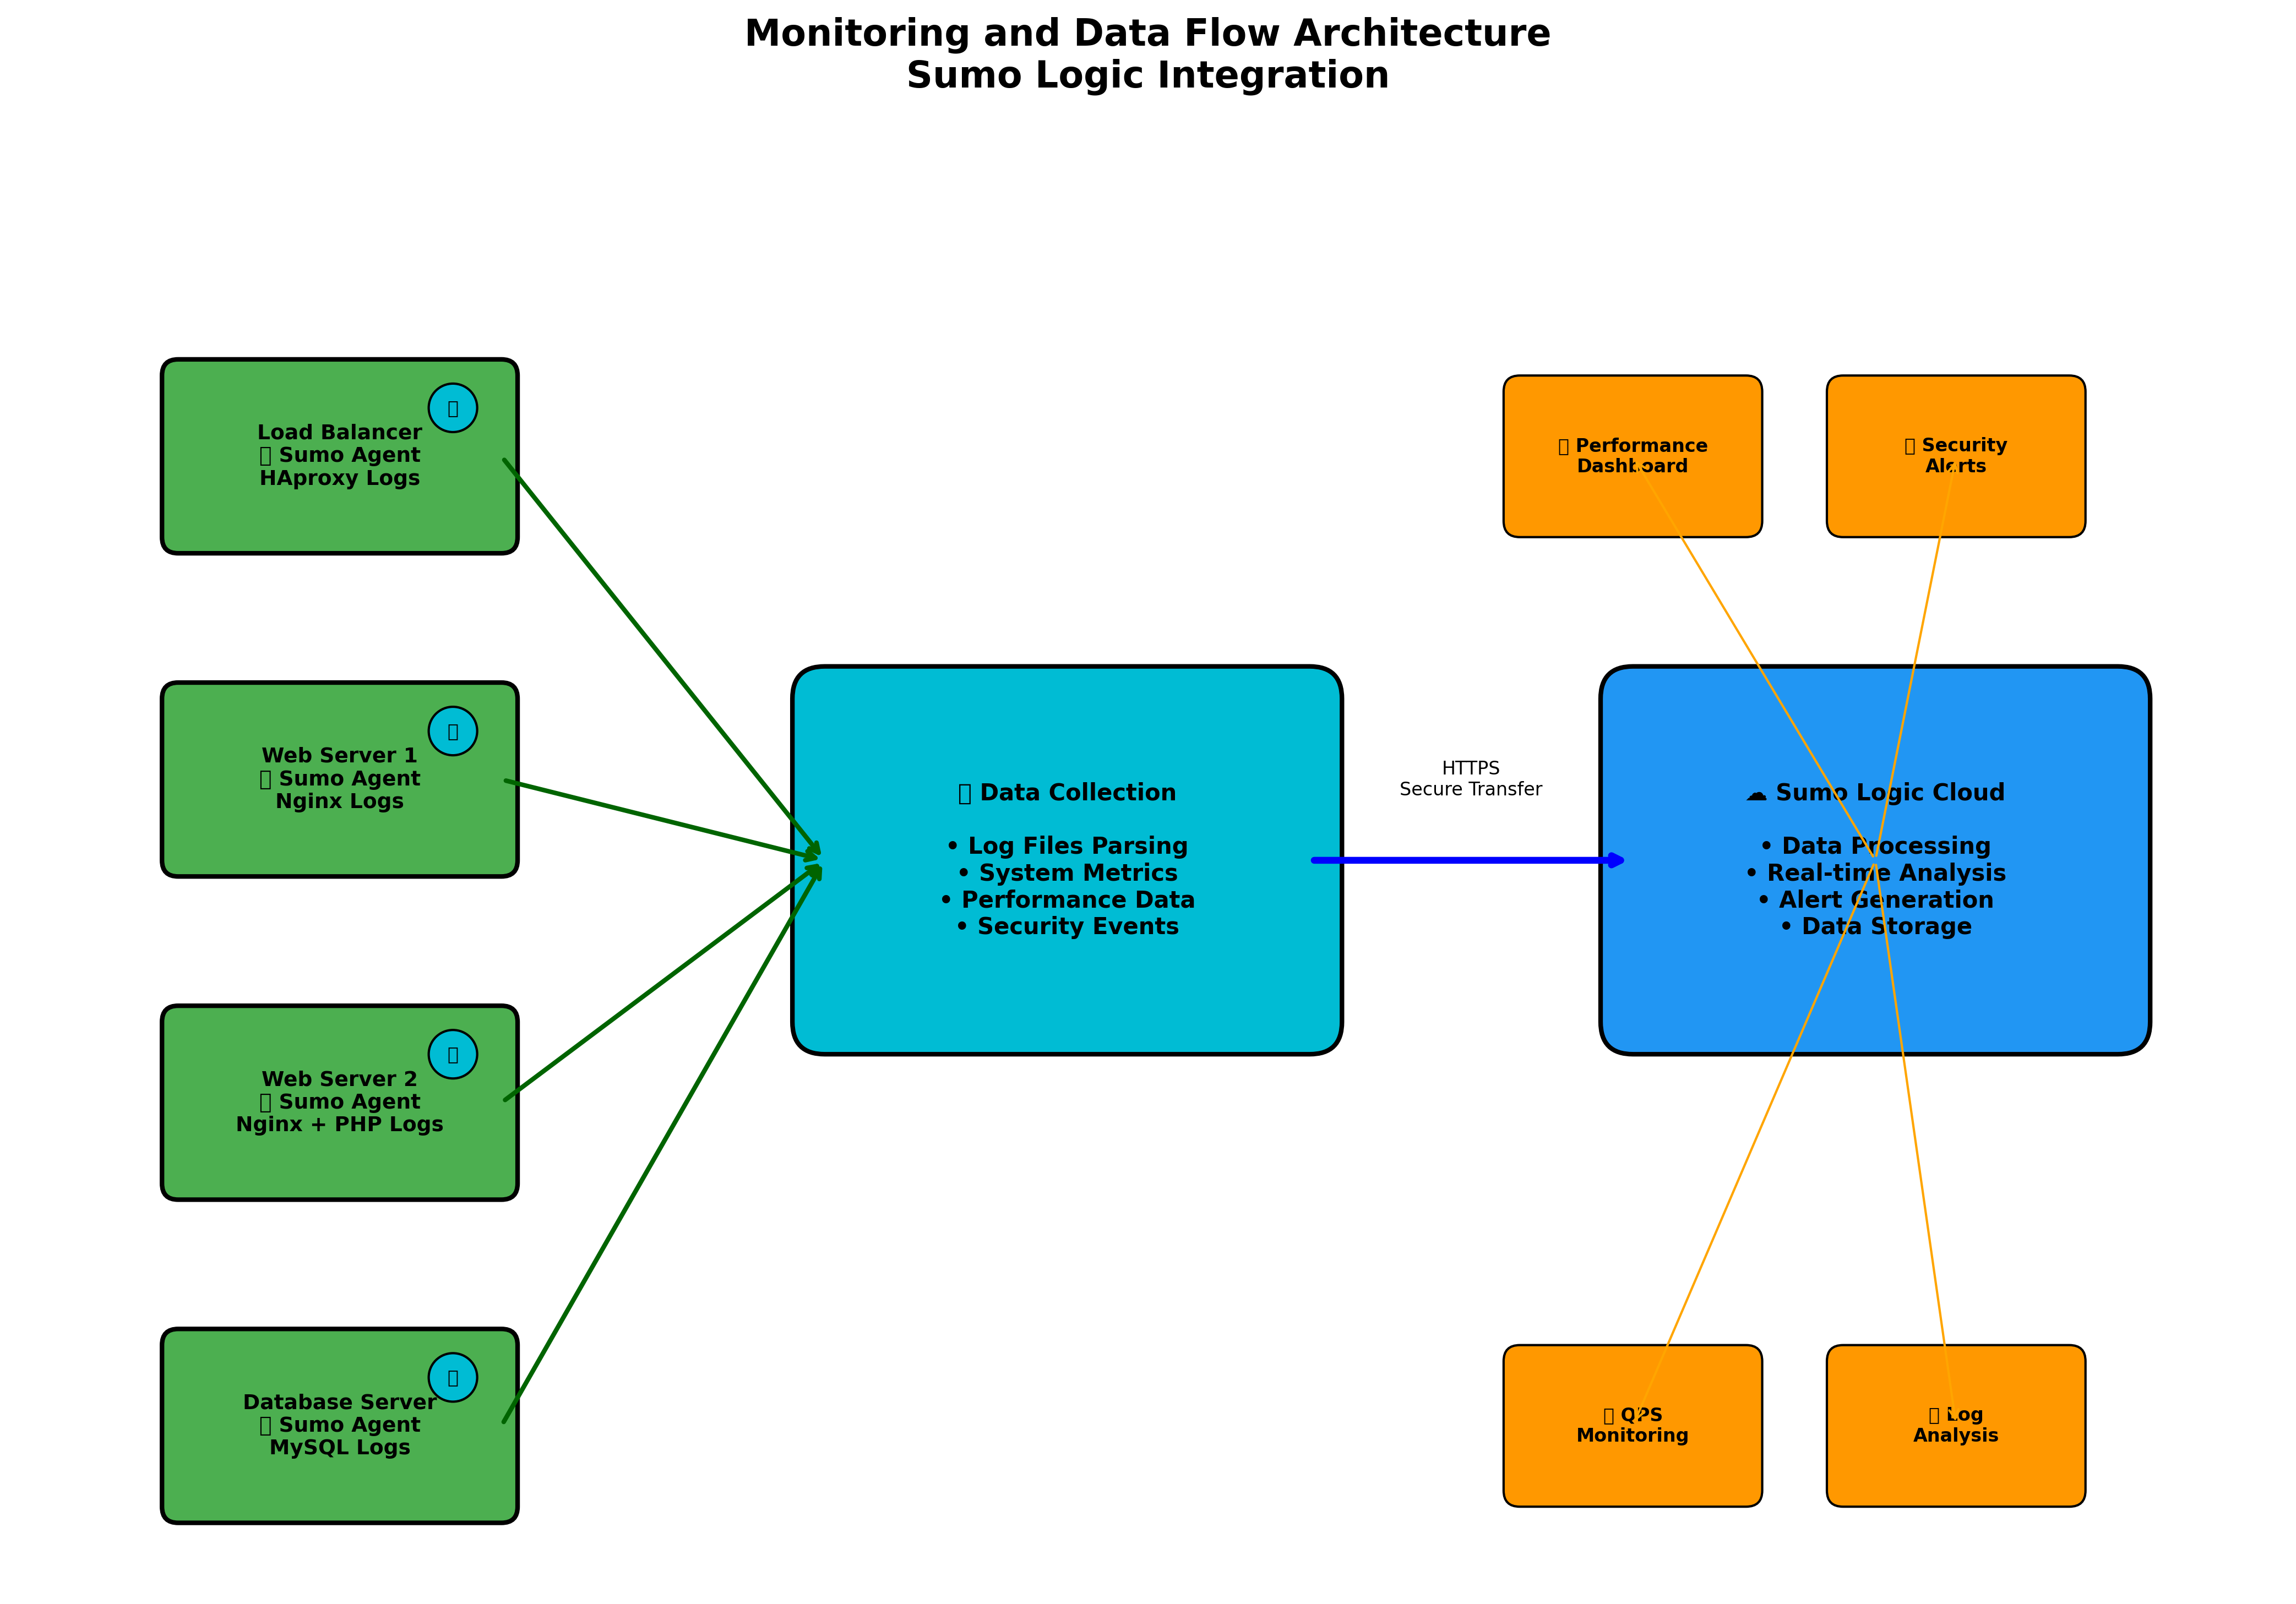 Monitoring and Data Flow Architecture
Sumo Logic Integration
Load Balancer
Sumo Agent
HAproxy Logs
Web Server 1
Sumo Agent
Nginx Logs
Web Server 2
Sumo Agent
Nginx + PHP Logs
Database Server
Sumo Agent
MySQL Logs
Data Collection
• Log Files Parsing
• System Metrics
• Performance Data
• Security Events
HTTPS
Secure Transfer
Performance
Dashboard
Security
Alerts
☁ Sumo Logic Cloud
• Data Processing
• Real-time Analysis
• Alert Generation
• Data Storage
QPS
Monitoring
Log
Analysis